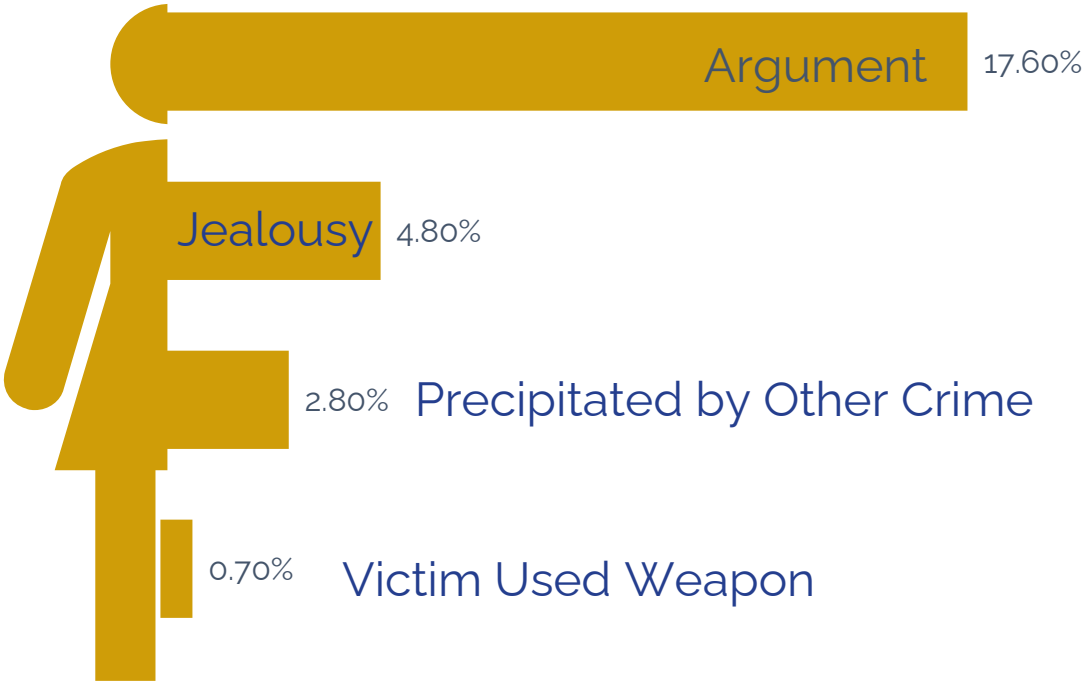 Argument 17.60%
Jealousy 4.80%
2.80% Precipitated by Other Crime
0.70% Victim Used Weapon